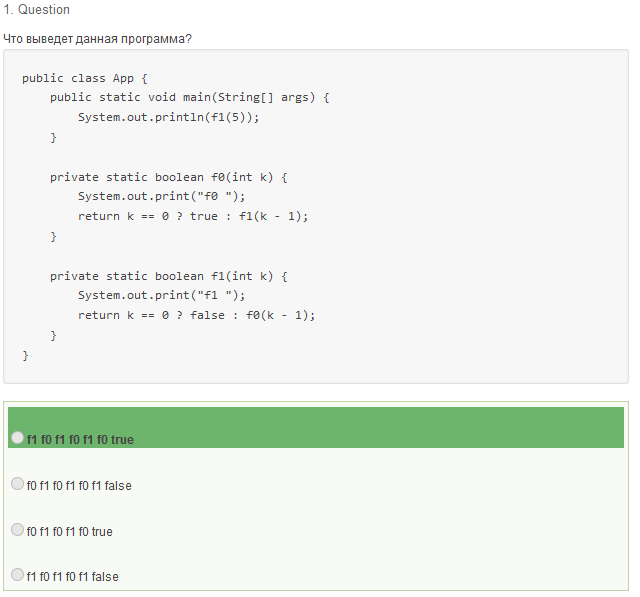 1. Question
Что выведет данная программа?
public class App {
    public static void main(String[] args) {
        System.out.println(f1(5));
    }

    private static boolean f0(int k) {
        System.out.print("f0 ");
        return k == 0 ? true : f1(k - 1);
    }

    private static boolean f1(int k) {
        System.out.print("f1 ");
        return k == 0 ? false : f0(k - 1);
    }
}
f1 f0 f1 f0 f1 f0 true
f0 f1 f0 f1 f0 f1 false
f0 f1 f0 f1 f0 true
f1 f0 f1 f0 f1 false